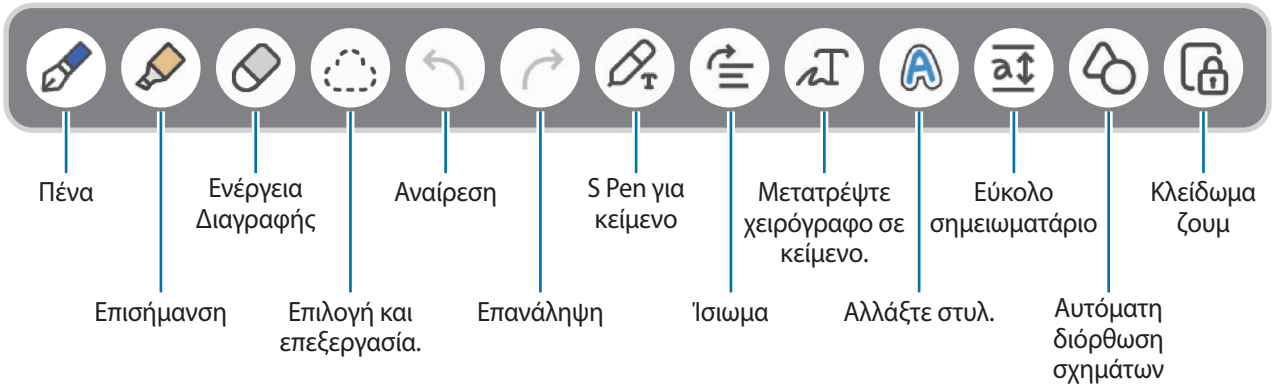 Πένα
Ενέργεια
Διαγραφής
Αναίρεση
S Pen για
κείμενο
Μετατρέψτε
χειρόγραφο σε
κείμενο.
Εύκολο
σημειωματάριο
Κλείδωμα
ζουμ
Επισήμανση
Επιλογή και
επεξεργασία.
Επανάληψη
Ίσιωμα
Αλλάξτε στυλ.
Αυτόματη
διόρθωση
σχημάτων